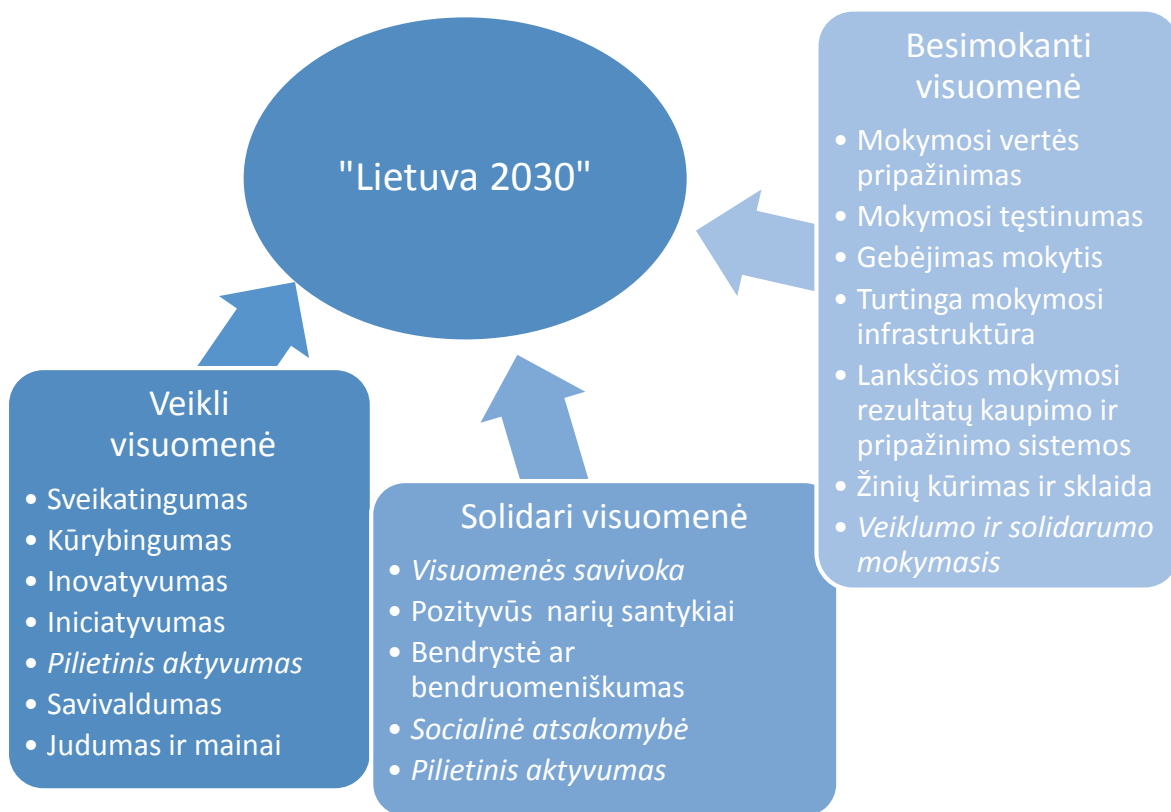 "Lietuva 2030"
Veikli
visuomenė
• Sveikatingumas
• Kūrybingumas
• Inovatyvumas
• Iniciatyvumas
• Pilietinis aktyvumas
• Savivaldumas
• Judumas ir mainai
Solidari visuomenė
• Visuomenės savivoka
• Pozityvūs  narių santykiai
• Bendrystė ar
bendruomeniškumas
• Socialinė atsakomybė
• Pilietinis aktyvumas
Besimokanti
visuomenė
• Mokymosi vertės
pripažinimas
• Mokymosi tęstinumas
• Gebėjimas mokytis
• Turtinga mokymosi
infrastruktūra
• Lanksčios mokymosi
rezultatų kaupimo ir
pripažinimo sistemos
• Žinių kūrimas ir sklaida
• Veiklumo ir solidarumo
mokymasis